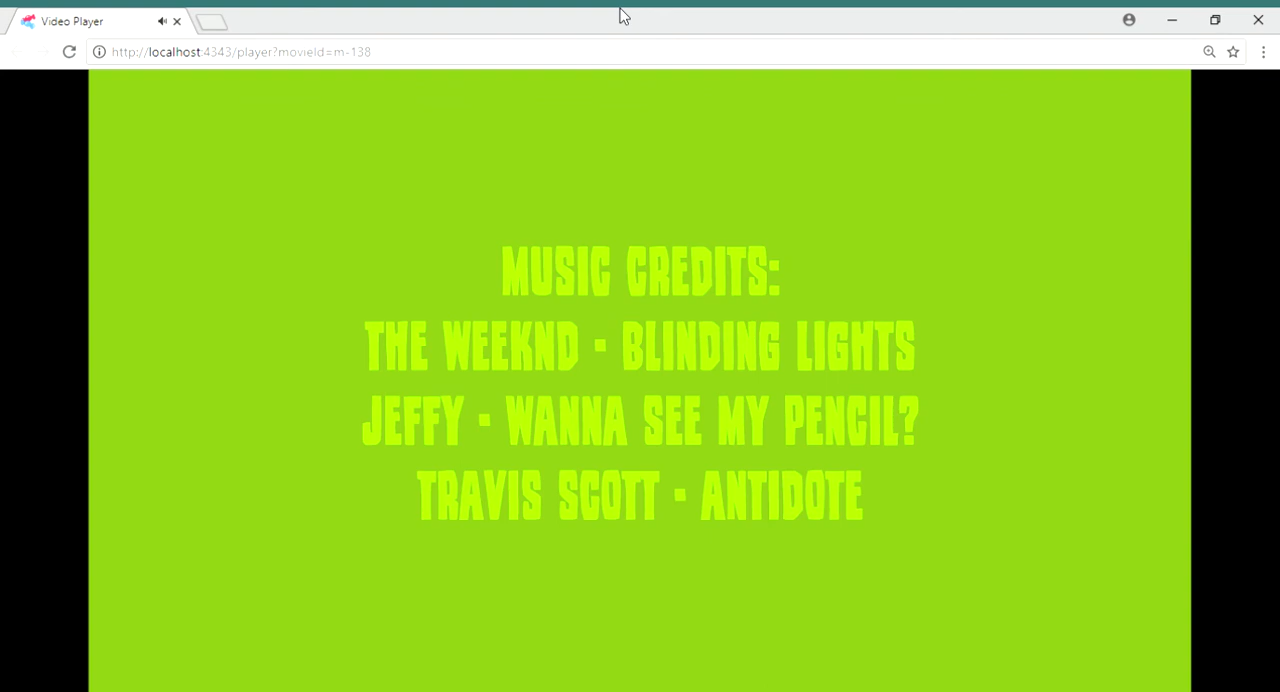 Video Player
http://localhost:4343/player?movieId=m-138
MUSIC CREDITS:
THE WEEKND - BLINDING LIGHTS
JEFFY - WANNA SEE MY PENCIL?
TRAVIS SCOTT - ANTIDOTE